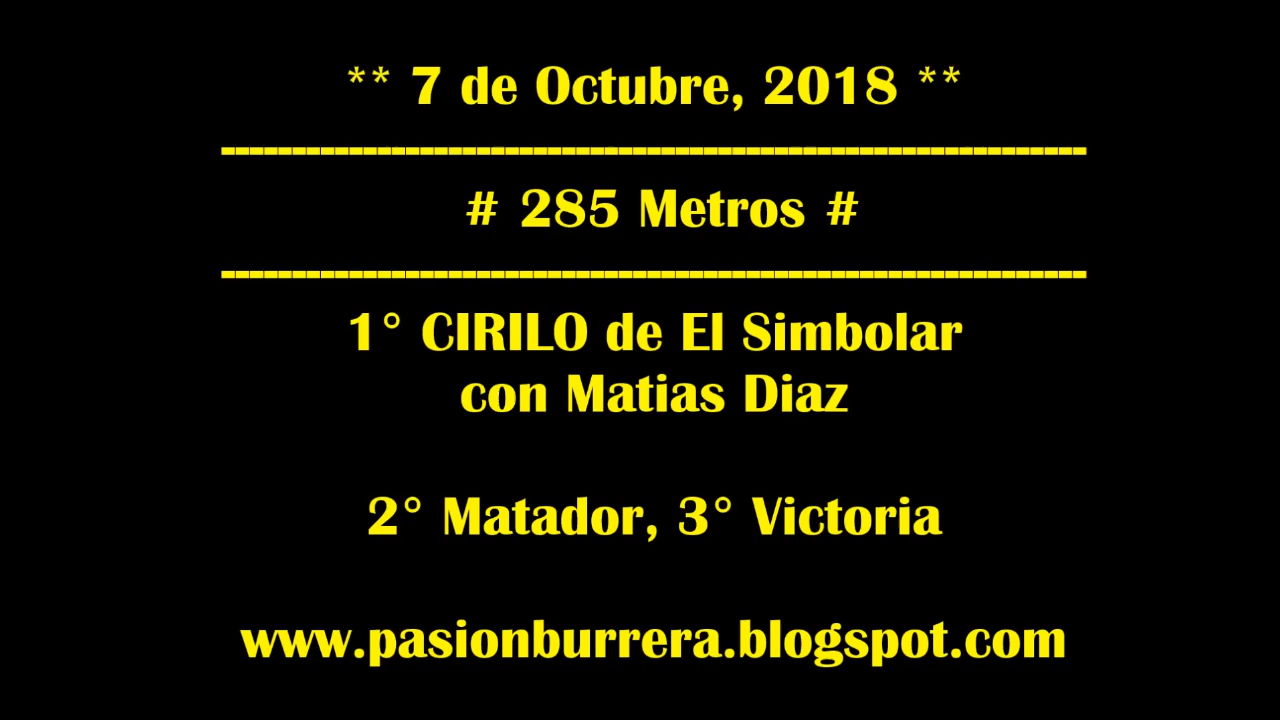 ** 7 de Octubre, 2018 **
-------------------------------------------------------------
# 285 Metros #
-------------------------------------------------------------
1° CIRILO de El Simbolar
con Matias Diaz
2° Matador, 3° Victoria
www.pasionburrera.blogspot.com